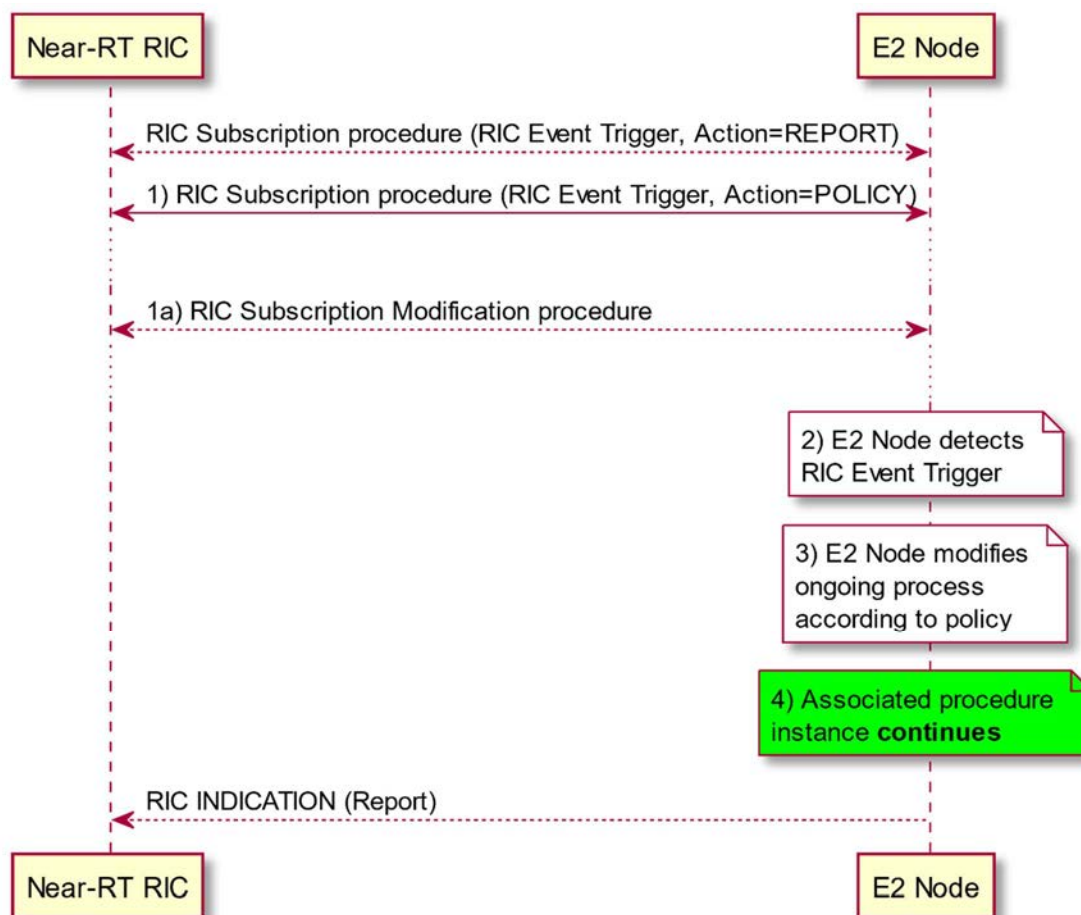 Near-RT RIC
E2 Node
RIC Subscription procedure (RIC Event Trigger, Action=REPORT)
1) RIC Subscription procedure (RIC Event Trigger, Action=POLICY)
1a) RIC Subscription Modification procedure
2) E2 Node detects
RIC Event Trigger
3) E2 Node modifies
ongoing process
according to policy
4) Associated procedure
instance continues
RIC INDICATION (Report)
Near-RT RIC
E2 Node